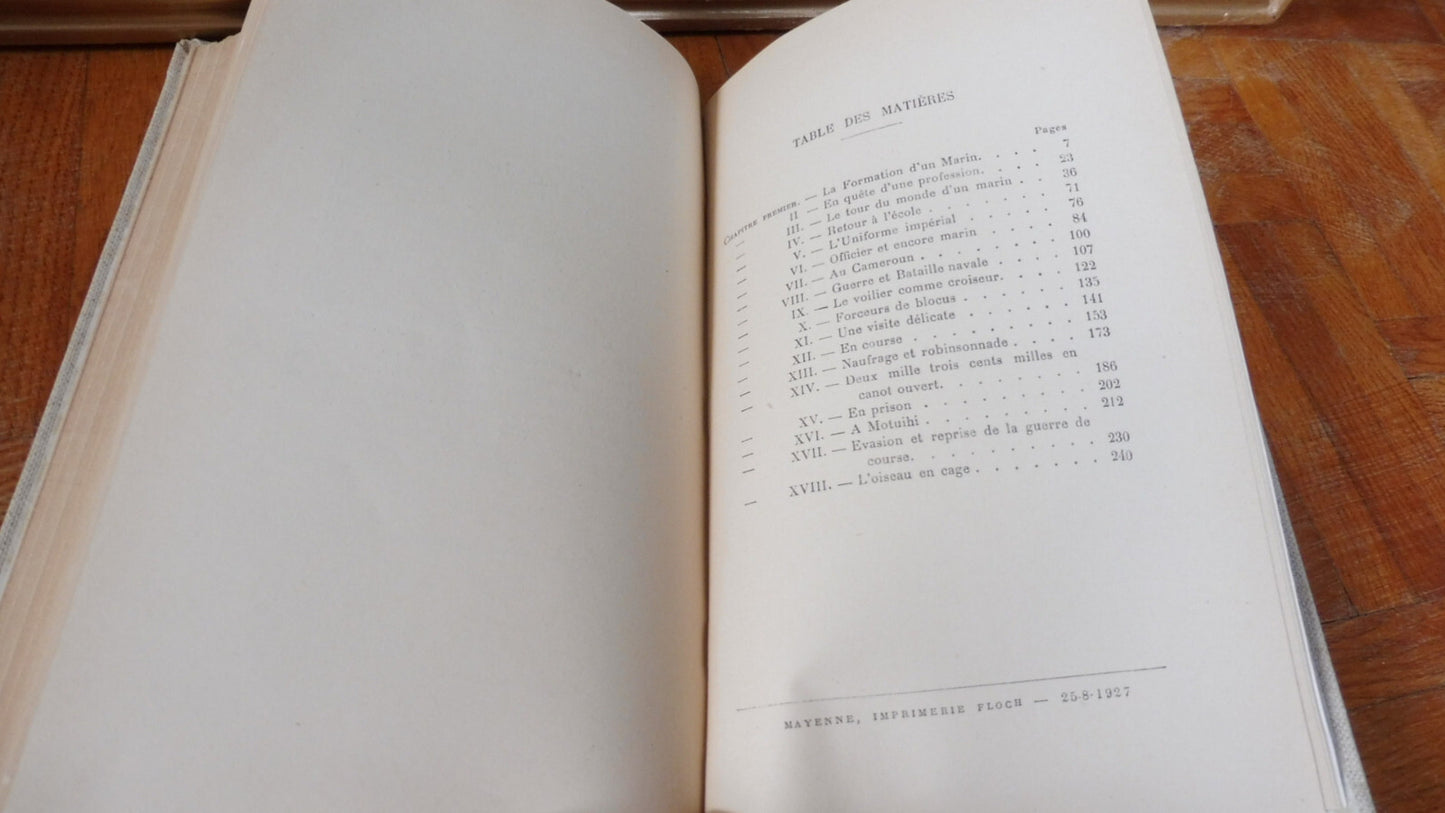 TABLE DES MATIÈRES
Pages
CHAPITRE PREMIER. — La Formation d'un Marin. . . . 7
— II — En quête d'une profession. . . . 23
— III. — Le tour du monde d'un marin . . 36
— IV. — Retour à l'école . . . . . . . 71
— V. — L'Uniforme impérial . . . . . 76
— VI. — Officier et encore marin . . . . 84
— VII. — Au Cameroun . . . . . . . . 100
— VIII. — Guerre et Bataille navale . . . . 107
— IX. — Le voilier comme croiseur. . . . 122
— X. — Forceurs de blocus . . . . . . 135
— XI. — Une visite délicate . . . . . . 141
— XII. — En course . . . . . . . . 153
— XIII. — Naufrage et robinsonnade . . . . 173
— XIV. — Deux mille trois cents milles en
canot ouvert. . . . . . . . 186
— XV. — En prison . . . . . . . . . 202
— XVI. — A Motuihi . . . . . . . . . 212
— XVII. — Evasion et reprise de la guerre de
course. . . . . . . . . . 230
— XVIII. — L'oiseau en cage . . . . . . . 240
MAYENNE, IMPRIMERIE FLOCH — 25-8-1927